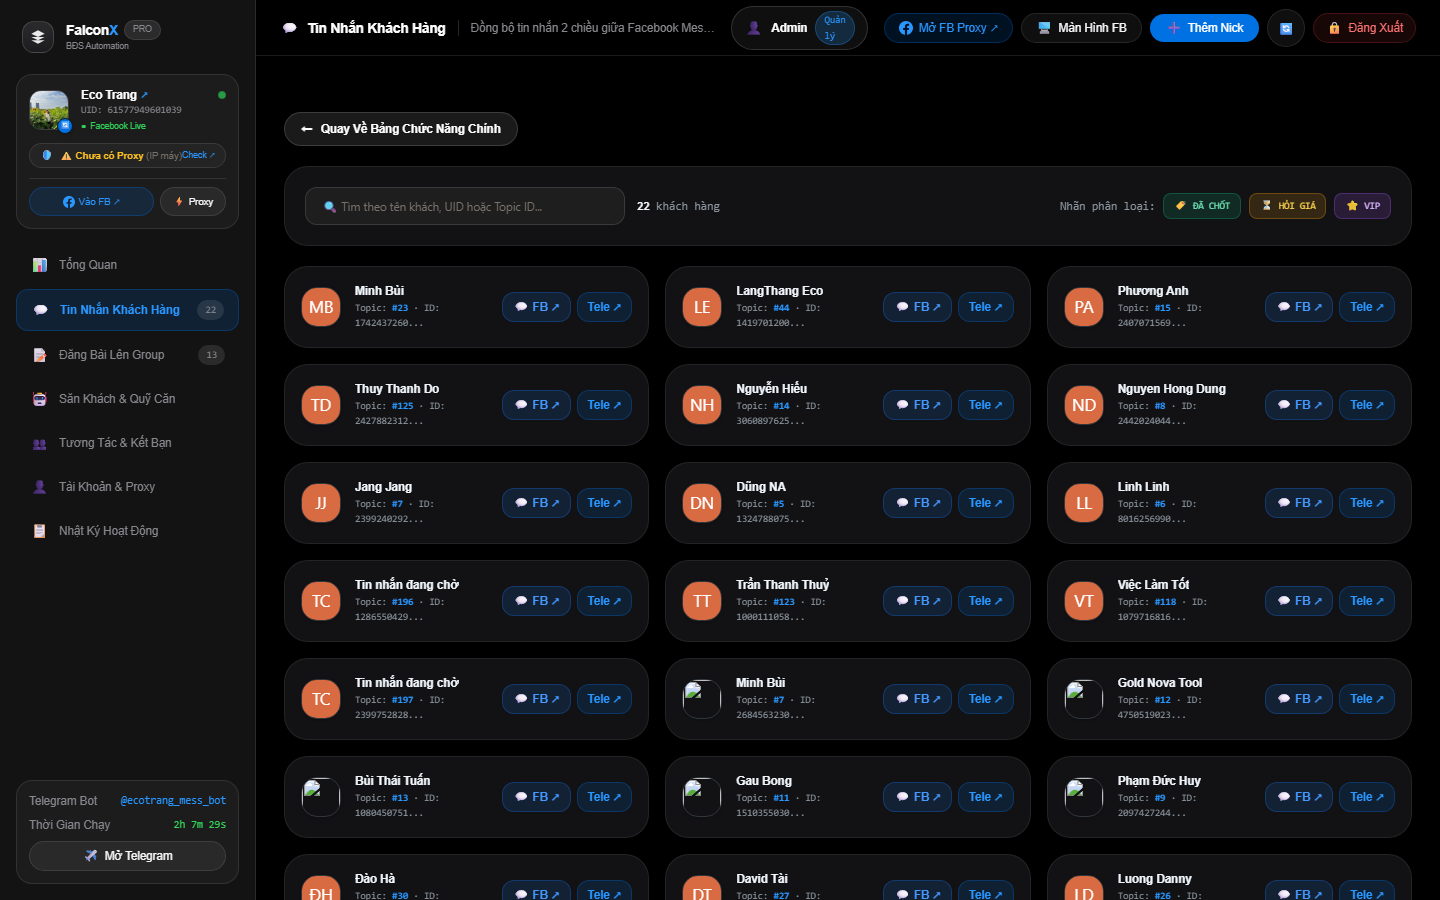 FalconX PRO
BĐS Automation
Eco Trang ↗
UID: 61577949601039
Facebook Live
Chưa có Proxy (IP máy) Check ↗
Vào FB ↗
Proxy
Tổng Quan
Tin Nhắn Khách Hàng 22
Đăng Bài Lên Group 13
Săn Khách & Quỹ Căn
Tương Tác & Kết Bạn
Tài Khoản & Proxy
Nhật Ký Hoạt Động
Telegram Bot @ecotrang_mess_bot
Thời Gian Chạy 2h 7m 29s
Mở Telegram
Tin Nhắn Khách Hàng
Đồng bộ tin nhắn 2 chiều giữa Facebook Mes...
Admin
Quản
lý
Mở FB Proxy ↗
Màn Hình FB
Thêm Nick
Đăng Xuất
← Quay Về Bảng Chức Năng Chính
Tìm theo tên khách, UID hoặc Topic ID...
22 khách hàng
Nhãn phân loại:
ĐÃ CHỐT
HỎI GIÁ
VIP
Minh Bùi
Topic: #23 · ID:
1742437260...
FB ↗
Tele ↗
LangThang Eco
Topic: #44 · ID:
1419701200...
FB ↗
Tele ↗
Phương Anh
Topic: #15 · ID:
2407071569...
FB ↗
Tele ↗
MB
LE
PA
Thuy Thanh Do
Topic: #125 · ID:
2427882312...
FB ↗
Tele ↗
Nguyễn Hiếu
Topic: #14 · ID:
3060897625...
FB ↗
Tele ↗
Nguyen Hong Dung
Topic: #8 · ID:
2442024044...
FB ↗
Tele ↗
TD
NH
ND
Jang Jang
Topic: #7 · ID:
2399240292...
FB ↗
Tele ↗
Dũng NA
Topic: #5 · ID:
1324788075...
FB ↗
Tele ↗
Linh Linh
Topic: #6 · ID:
8016256990...
FB ↗
Tele ↗
JJ
DN
LL
Tin nhắn đang chờ
Topic: #196 · ID:
1286550429...
FB ↗
Tele ↗
Trần Thanh Thuỷ
Topic: #123 · ID:
1000111058...
FB ↗
Tele ↗
Việc Làm Tốt
Topic: #118 · ID:
1079716816...
FB ↗
Tele ↗
TC
TT
VT
Tin nhắn đang chờ
Topic: #197 · ID:
2399752828...
FB ↗
Tele ↗
Minh Bùi
Topic: #7 · ID:
2684563230...
FB ↗
Tele ↗
Gold Nova Tool
Topic: #12 · ID:
4750519023...
FB ↗
Tele ↗
TC
Bùi Thái Tuấn
Topic: #13 · ID:
1080450751...
FB ↗
Tele ↗
Gau Bong
Topic: #11 · ID:
1510355030...
FB ↗
Tele ↗
Phạm Đức Huy
Topic: #9 · ID:
2097427244...
FB ↗
Tele ↗
Đào Hà
Topic: #30 · ID:
FB ↗
Tele ↗
David Tài
Topic: #27 · ID:
FB ↗
Tele ↗
Luong Danny
Topic: #26 · ID:
FB ↗
Tele ↗
ĐH
DT
LD